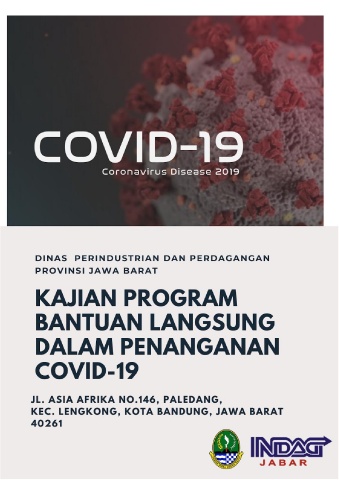 COVID-19
Coronavirus Disease 2019
DINAS PERINDUSTRIAN DAN PERDAGANGAN
PROVINSI JAWA BARAT
KAJIAN PROGRAM
BANTUAN LANGSUNG
DALAM PENANGANAN
COVID-19
JL. ASIA AFRIKA NO.146, PALEDANG,
KEC. LENGKONG, KOTA BANDUNG, JAWA BARAT
40261
INDAG
JABAR